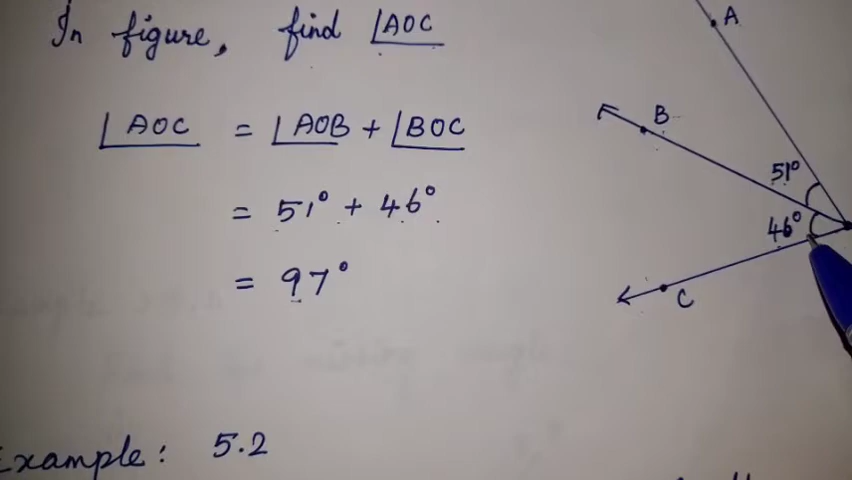 In figure, find ∠AOC
∠AOC = ∠AOB + ∠BOC
= 51° + 46°
= 97°
A
B
51°
46°
C
Example: 5.2